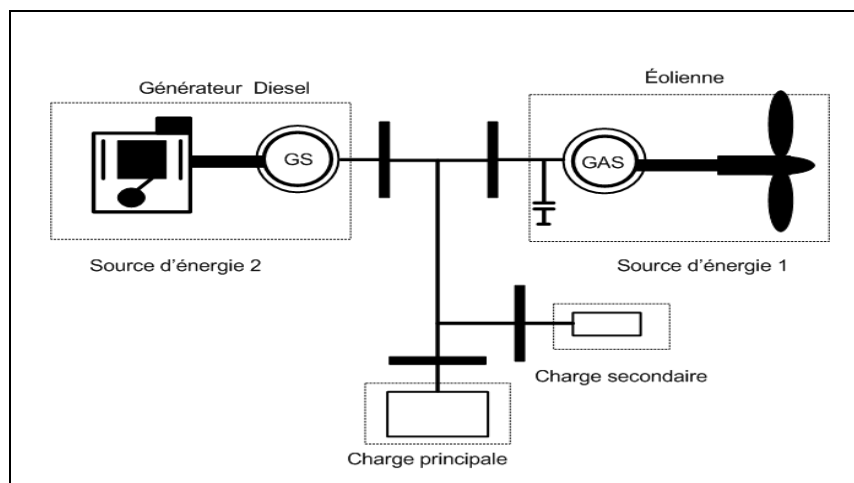 Générateur Diesel
Éolienne
GS
GAS
Source d'énergie 2
Source d'énergie 1
Charge secondaire
Charge principale